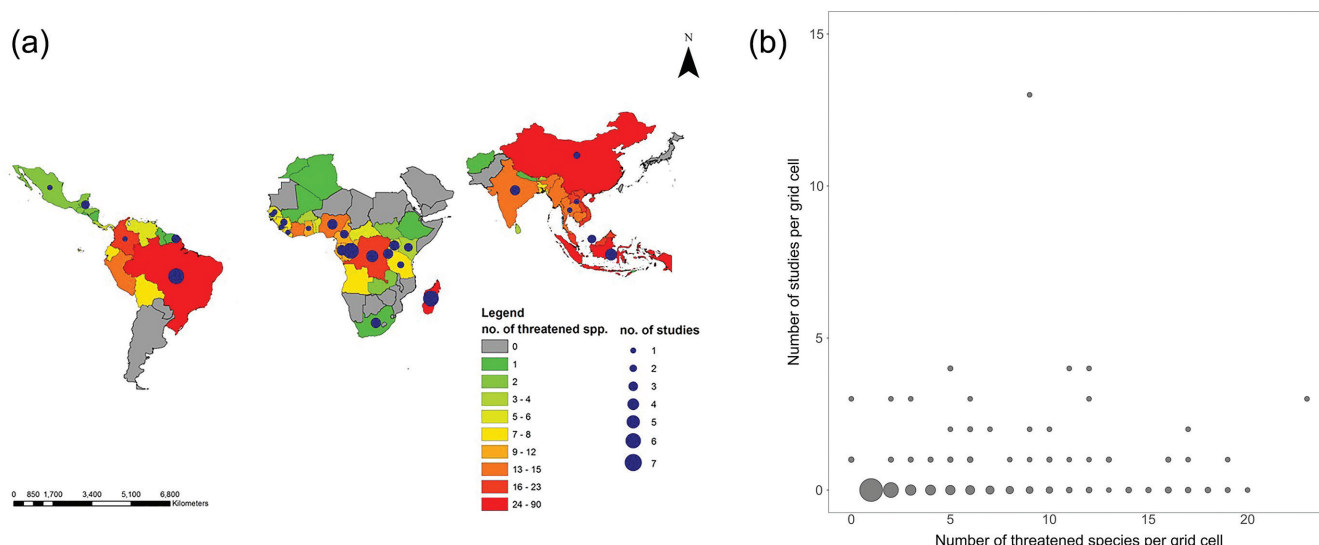 (a)
N
Legend
no. of threatened spp.
0
1
2
3 - 4
5 - 6
7 - 8
9 - 12
13 - 15
16 - 23
24 - 90
no. of studies
1
2
3
4
5
6
7
0 850 1,700 3,400 5,100 6,800
Kilometers
(b)
Number of studies per grid cell
15
10
5
0
0 5 10 15 20
Number of threatened species per grid cell